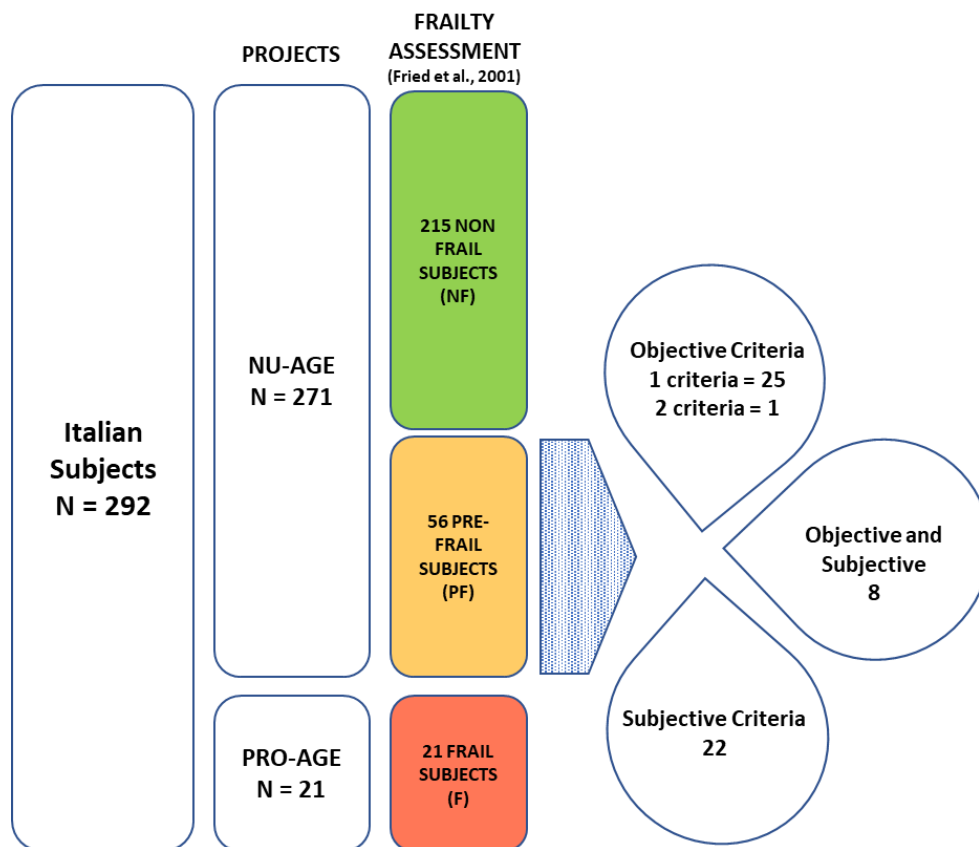 PROJECTS
FRAILTY
ASSESSMENT
(Fried et al., 2001)
Italian
Subjects
N = 292
NU-AGE
N = 271
PRO-AGE
N = 21
215 NON
FRAIL
SUBJECTS
(NF)
56 PRE-
FRAIL
SUBJECTS
(PF)
21 FRAIL
SUBJECTS
(F)
Objective Criteria
1 criteria = 25
2 criteria = 1
Objective and
Subjective
8
Subjective Criteria
22